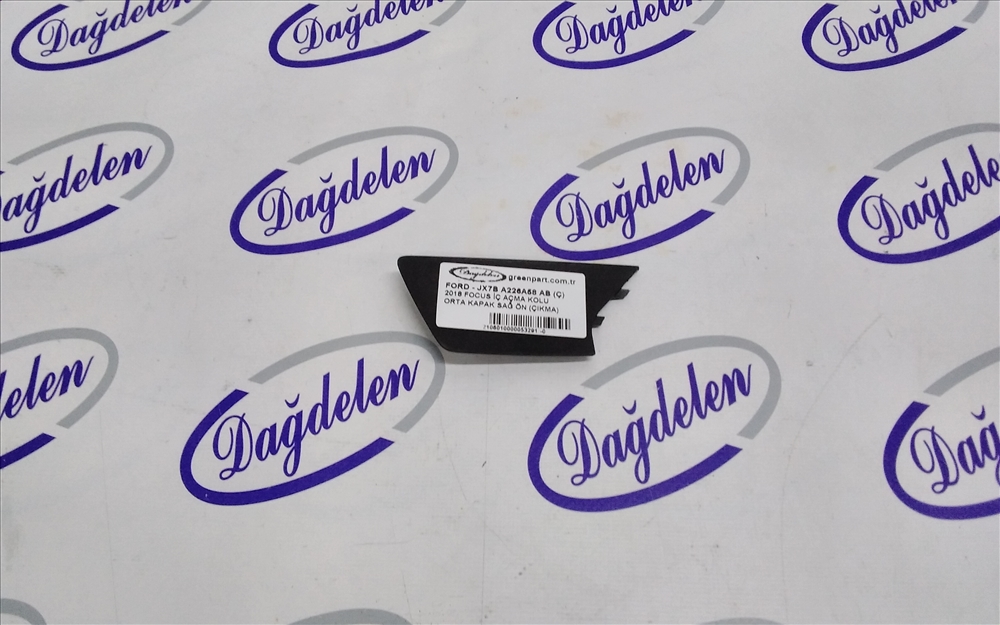 Dağdelen
Dağdelen
Dağdelen
Dağdelen
Dağdelen
Dağdelen
Dağdelen
Dağdelen
Dağdelen greenpart.com.tr
FORD - JX7B A226A68 AB (Ç)
2018 FOCUS İÇ AÇMA KOLU
ORTA KAPAK SAĞ ÖN (ÇIKMA)
Dağdelen
Dağdelen